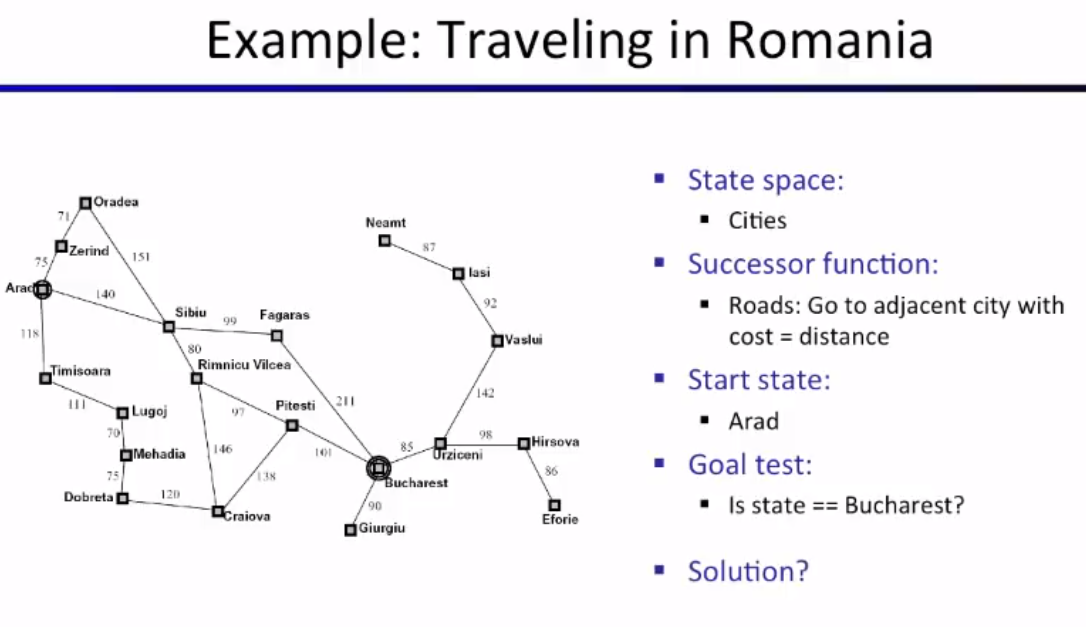 Example: Traveling in Romania
Oradea
71
Neamt
Zerind
87
151
75
Iasi
Arad
140
92
Sibiu
Fagaras
99
118
80
Vaslui
Rimnicu Vilcea
Timisoara
142
211
111
Lugoj
97
Pitesti
70
98
Hirsova
146
101
85
Urziceni
Mehadia
138
86
75
Bucharest
120
Dobreta
90
Craiova
Eforie
Giurgiu
▪ State space:
▪ Cities
▪ Successor function:
▪ Roads: Go to adjacent city with
cost = distance
▪ Start state:
▪ Arad
▪ Goal test:
▪ Is state == Bucharest?
▪ Solution?